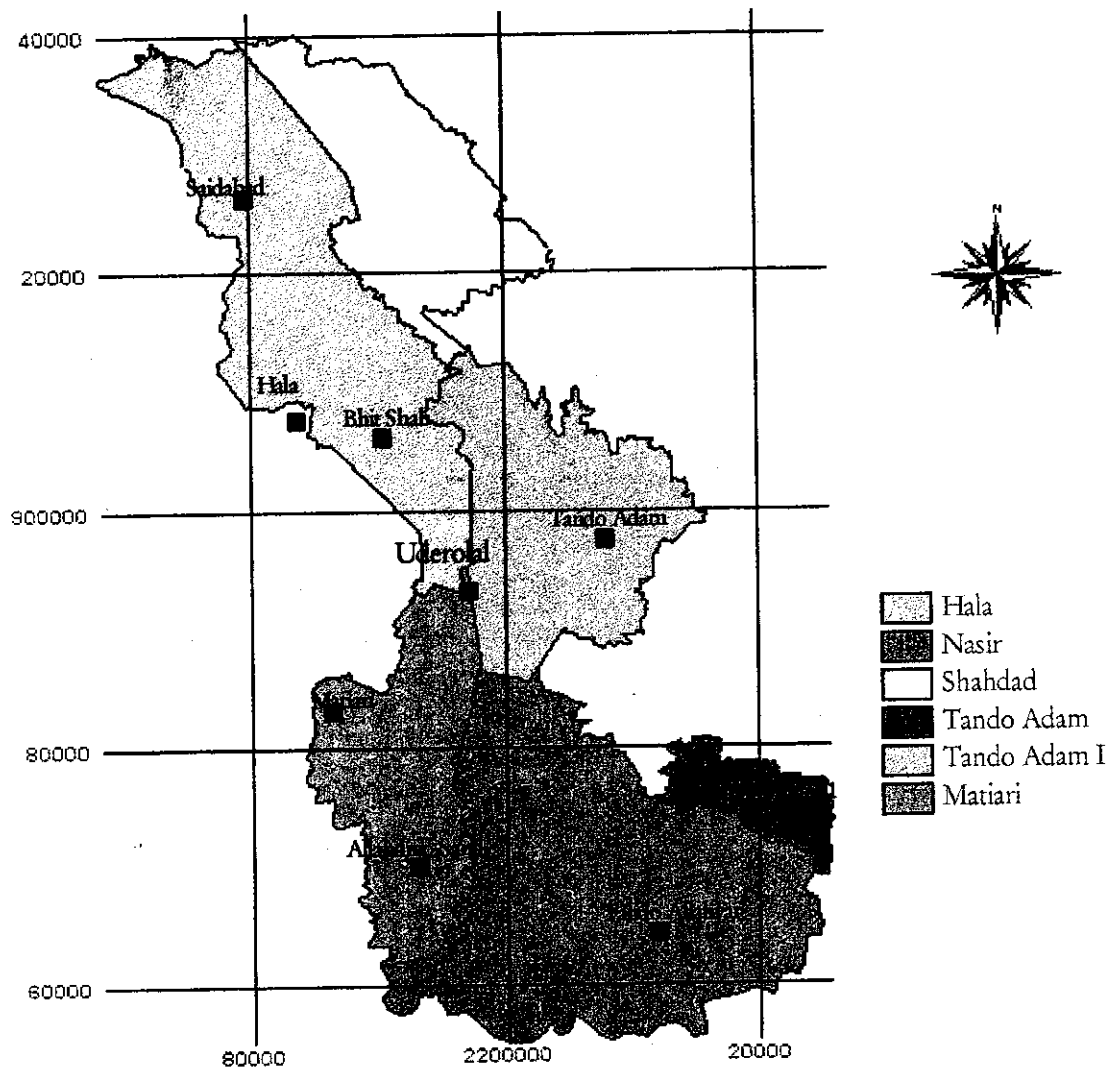 40000
N
Saidabad
20000
Hala
Bhit Shah
900000
Tando Adam
Uderolal
Hala
Nasir
Shahdad
Tando Adam
Tando Adam I
Matiari
80000
60000
80000
2200000
20000